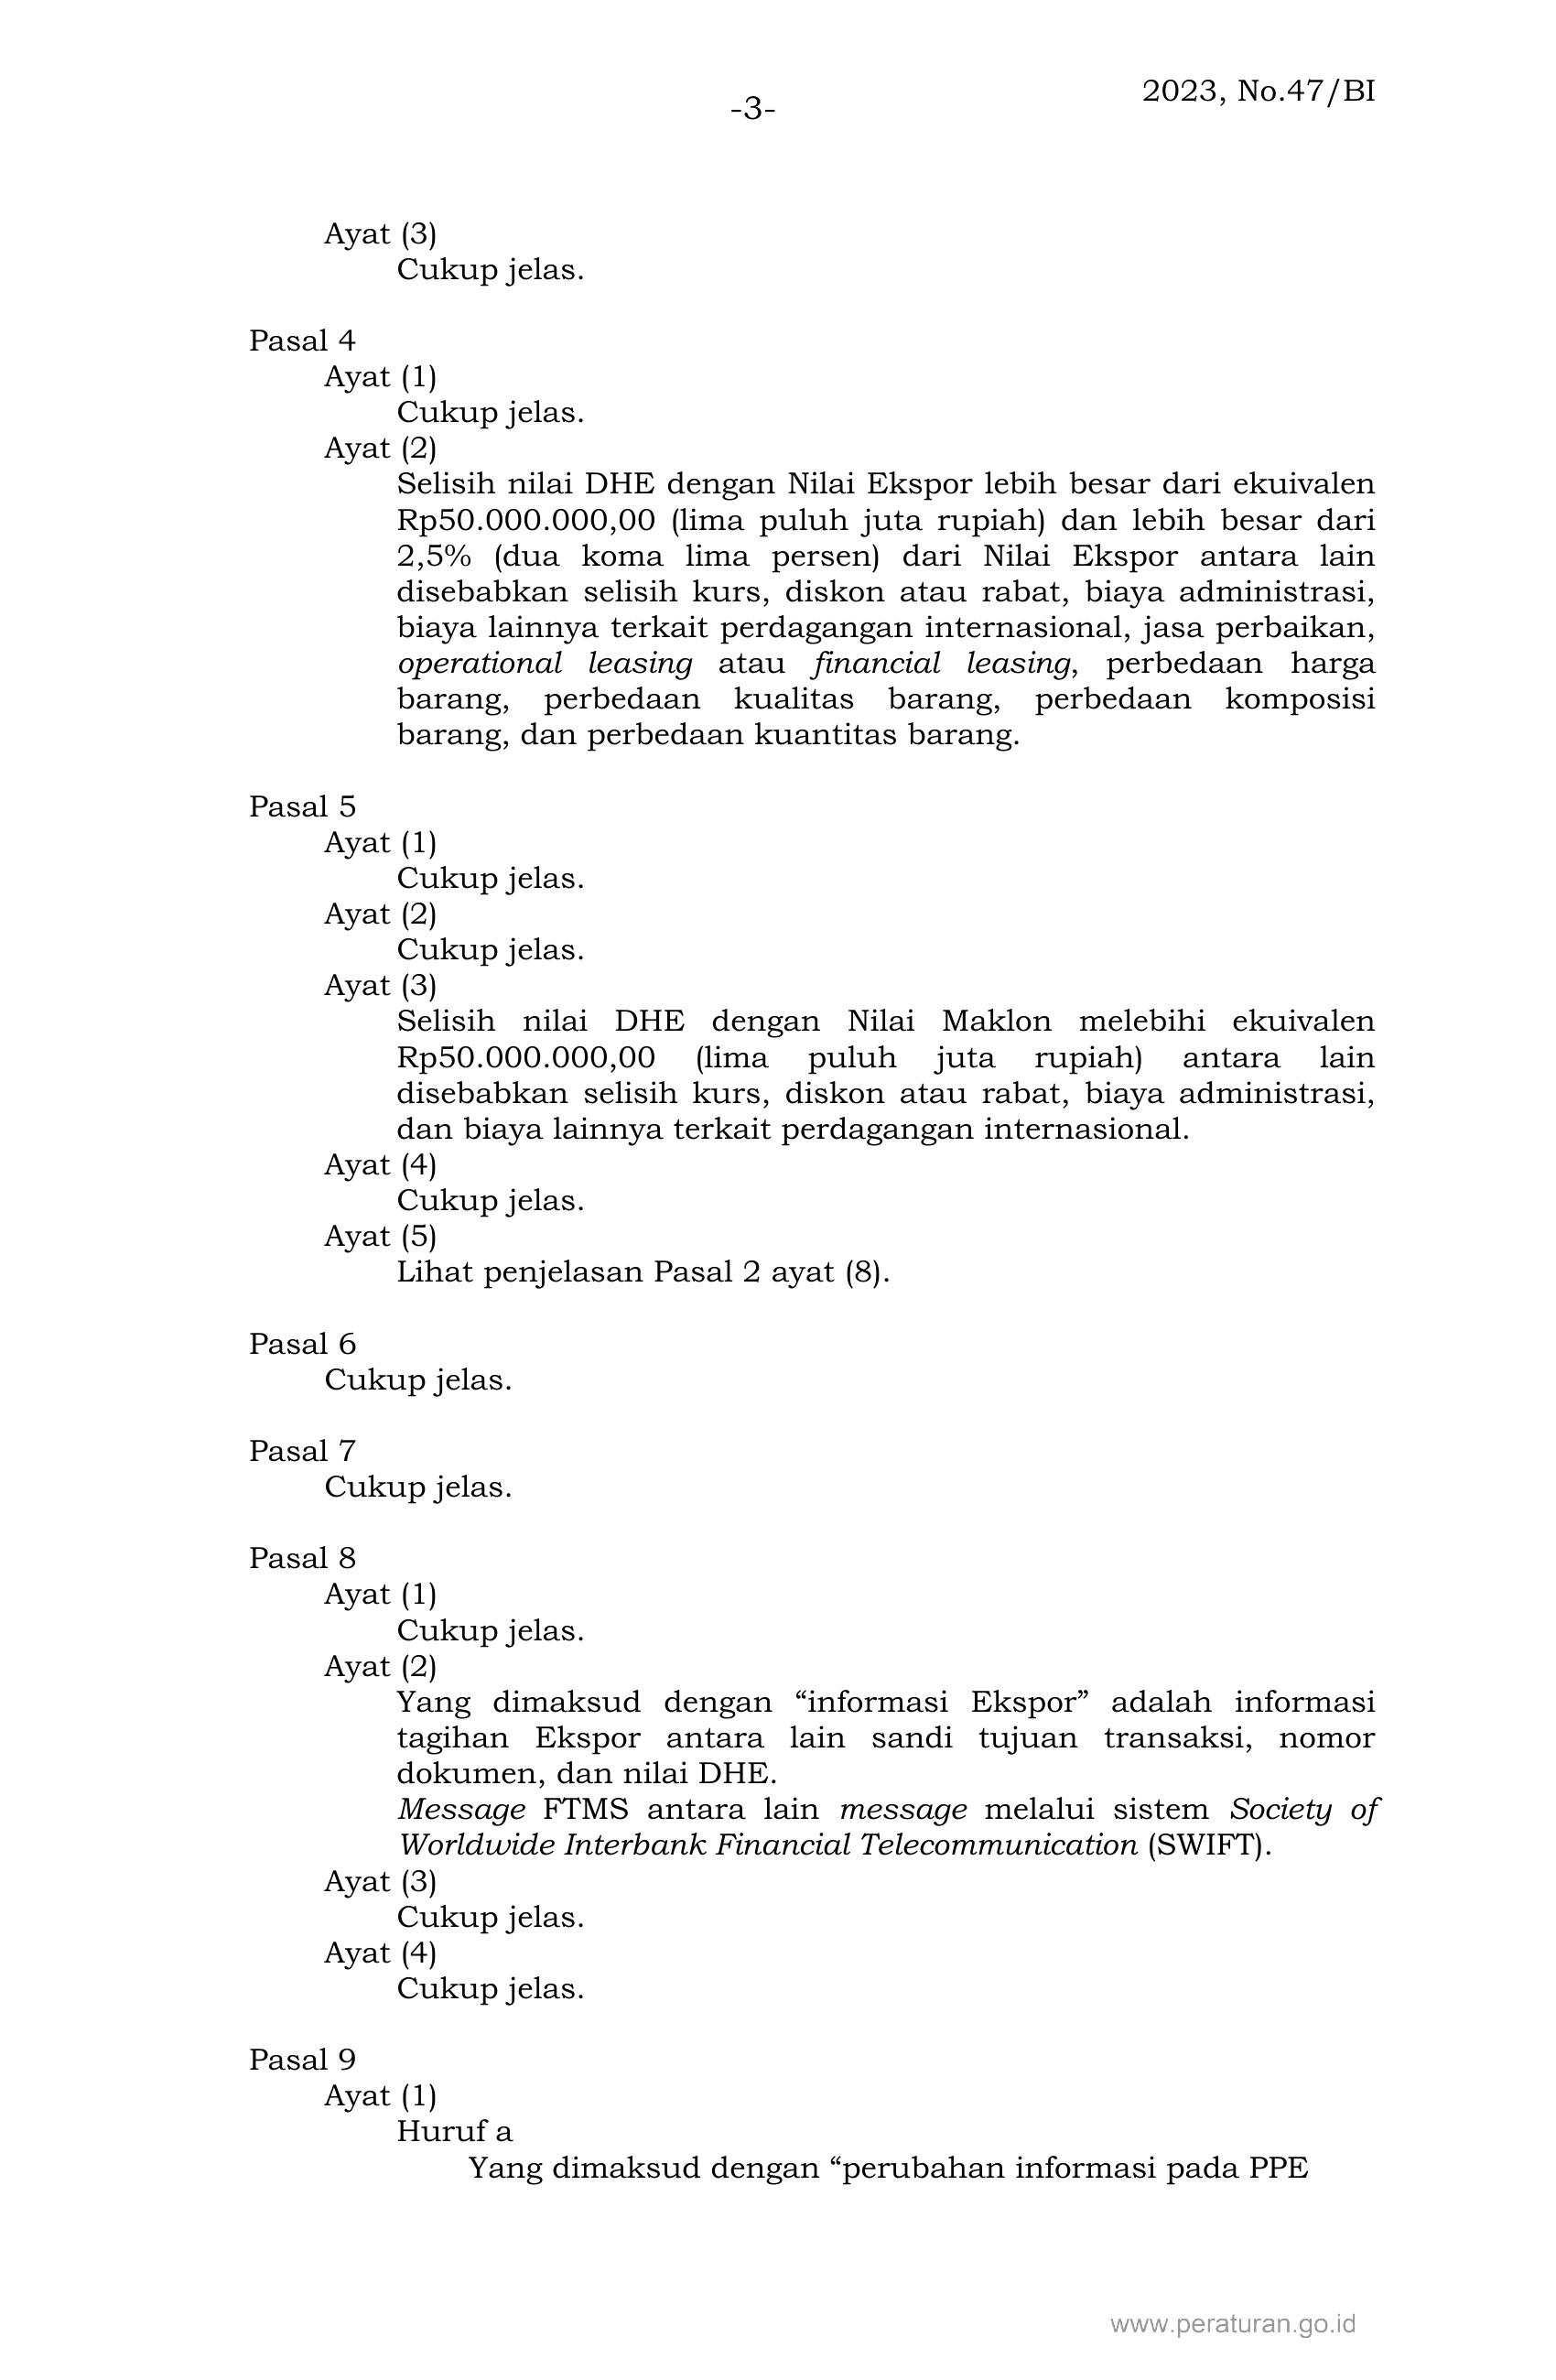 2023, No.47/BI
-3-
Ayat (3)
Cukup jelas.
Pasal 4
Ayat (1)
Cukup jelas.
Ayat (2)
Selisih nilai DHE dengan Nilai Ekspor lebih besar dari ekuivalen
Rp50.000.000,00 (lima puluh juta rupiah) dan lebih besar dari
2,5% (dua koma lima persen) dari Nilai Ekspor antara lain
disebabkan selisih kurs, diskon atau rabat, biaya administrasi,
biaya lainnya terkait perdagangan internasional, jasa perbaikan,
operational leasing atau financial leasing, perbedaan harga
barang, perbedaan kualitas barang, perbedaan komposisi
barang, dan perbedaan kuantitas barang.
Pasal 5
Ayat (1)
Cukup jelas.
Ayat (2)
Cukup jelas.
Ayat (3)
Selisih nilai DHE dengan Nilai Maklon melebihi ekuivalen
Rp50.000.000,00 (lima puluh juta rupiah) antara lain
disebabkan selisih kurs, diskon atau rabat, biaya administrasi,
dan biaya lainnya terkait perdagangan internasional.
Ayat (4)
Cukup jelas.
Ayat (5)
Lihat penjelasan Pasal 2 ayat (8).
Pasal 6
Cukup jelas.
Pasal 7
Cukup jelas.
Pasal 8
Ayat (1)
Cukup jelas.
Ayat (2)
Yang dimaksud dengan “informasi Ekspor” adalah informasi
tagihan Ekspor antara lain sandi tujuan transaksi, nomor
dokumen, dan nilai DHE.
Message FTMS antara lain message melalui sistem Society of
Worldwide Interbank Financial Telecommunication (SWIFT).
Ayat (3)
Cukup jelas.
Ayat (4)
Cukup jelas.
Pasal 9
Ayat (1)
Huruf a
Yang dimaksud dengan “perubahan informasi pada PPE
www.peraturan.go.id